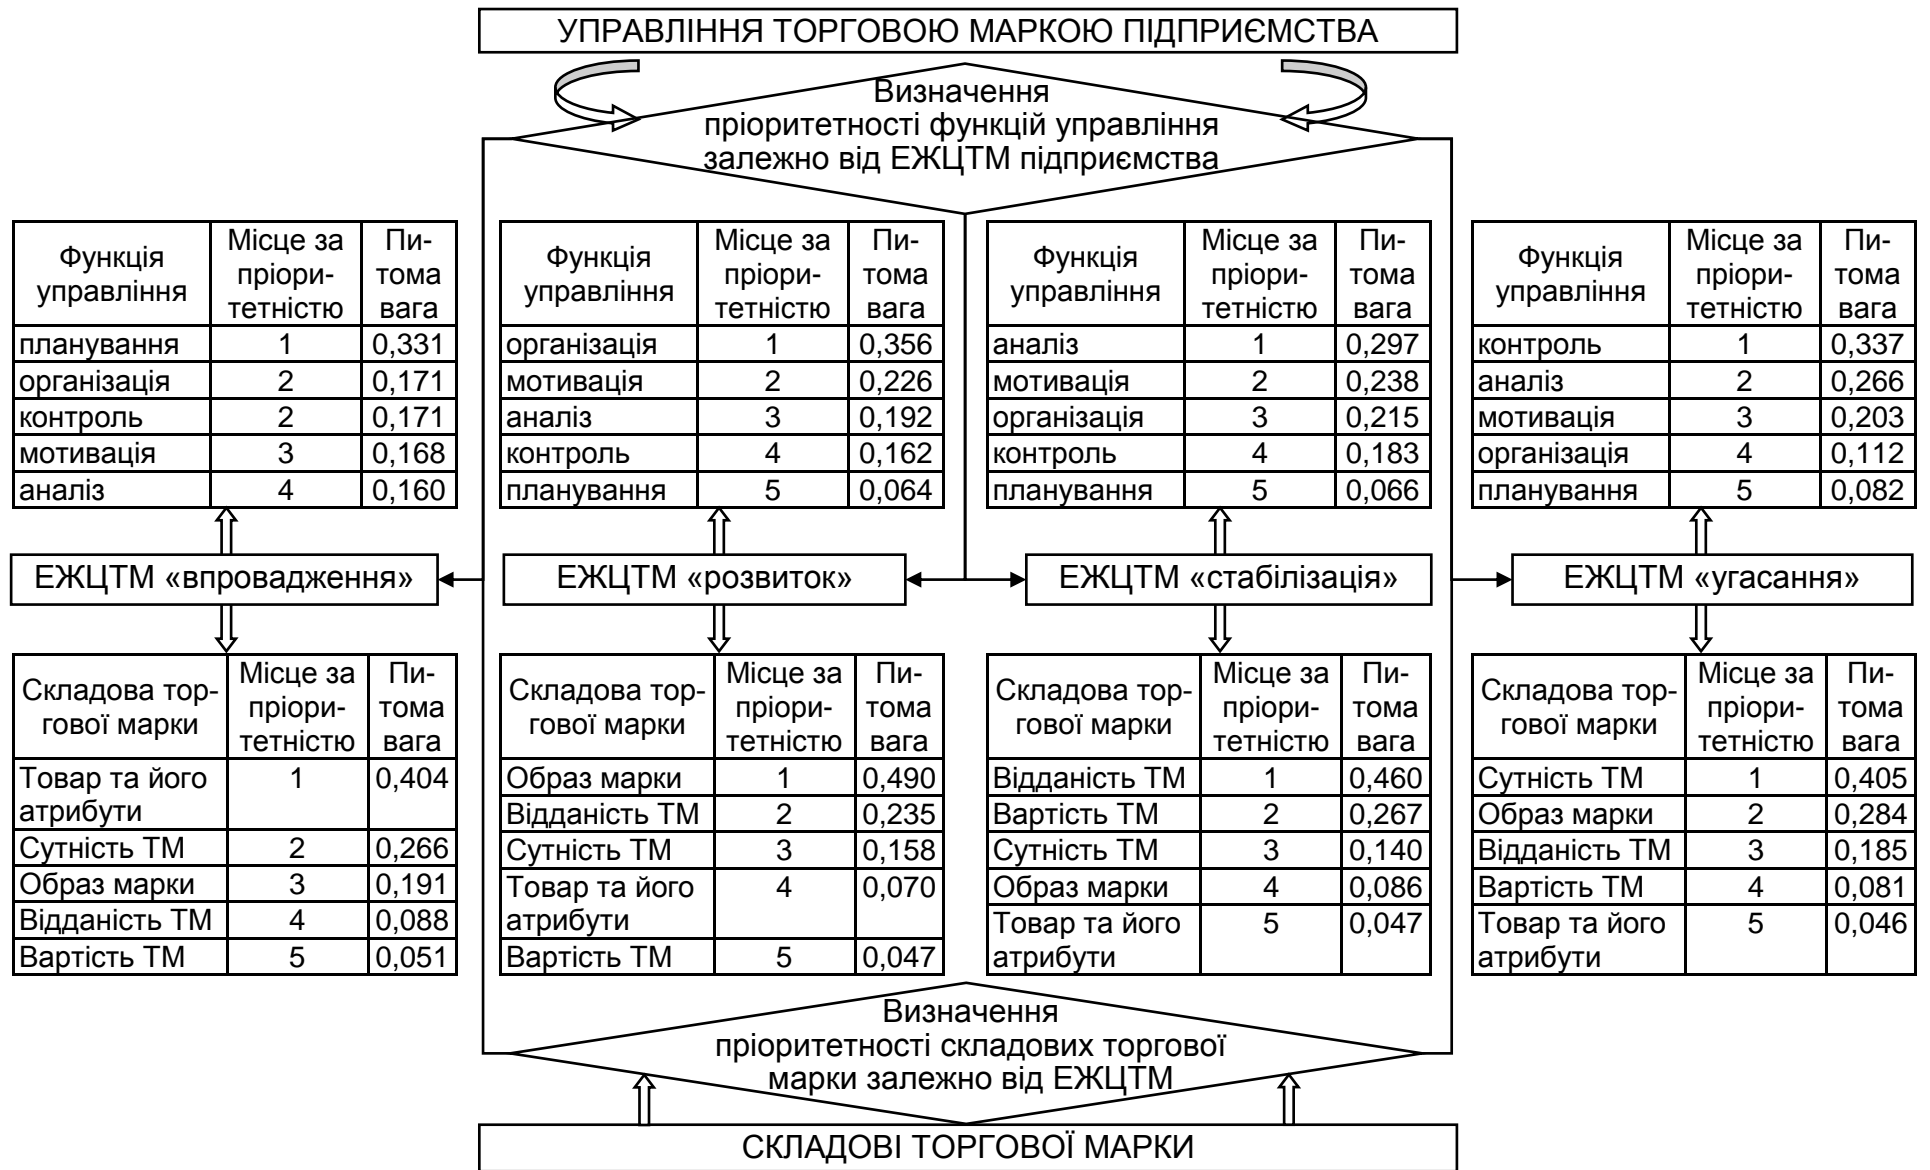 УПРАВЛІННЯ ТОРГОВОЮ МАРКОЮ ПІДПРИЄМСТВА
Визначення
пріоритетності функцій управління
залежно від ЕЖЦТМ підприємства
Функція управління Місце за пріори- тетністю Пи- тома вага
планування 1 0,331
організація 2 0,171
контроль 2 0,171
мотивація 3 0,168
аналіз 4 0,160
Функція управління Місце за пріори- тетністю Пи- тома вага
організація 1 0,356
мотивація 2 0,226
аналіз 3 0,192
контроль 4 0,162
планування 5 0,064
Функція управління Місце за пріори- тетністю Пи- тома вага
аналіз 1 0,297
мотивація 2 0,238
організація 3 0,215
контроль 4 0,183
планування 5 0,066
Функція управління Місце за пріори- тетністю Пи- тома вага
контроль 1 0,337
аналіз 2 0,266
мотивація 3 0,203
організація 4 0,112
планування 5 0,082
ЕЖЦТМ «впровадження»
ЕЖЦТМ «розвиток»
ЕЖЦТМ «стабілізація»
ЕЖЦТМ «угасання»
Складова тор- гової марки Місце за пріори- тетністю Пи- тома вага
Товар та його атрибути 1 0,404
Сутність ТМ 2 0,266
Образ марки 3 0,191
Відданість ТМ 4 0,088
Вартість ТМ 5 0,051
Складова тор- гової марки Місце за пріори- тетністю Пи- тома вага
Образ марки 1 0,490
Відданість ТМ 2 0,235
Сутність ТМ 3 0,158
Товар та його атрибути 4 0,070
Вартість ТМ 5 0,047
Складова тор- гової марки Місце за пріори- тетністю Пи- тома вага
Відданість ТМ 1 0,460
Вартість ТМ 2 0,267
Сутність ТМ 3 0,140
Образ марки 4 0,086
Товар та його атрибути 5 0,047
Складова тор- гової марки Місце за пріори- тетністю Пи- тома вага
Сутність ТМ 1 0,405
Образ марки 2 0,284
Відданість ТМ 3 0,185
Вартість ТМ 4 0,081
Товар та його атрибути 5 0,046
Визначення
пріоритетності складових торгової
марки залежно від ЕЖЦТМ
СКЛАДОВІ ТОРГОВОЇ МАРКИ